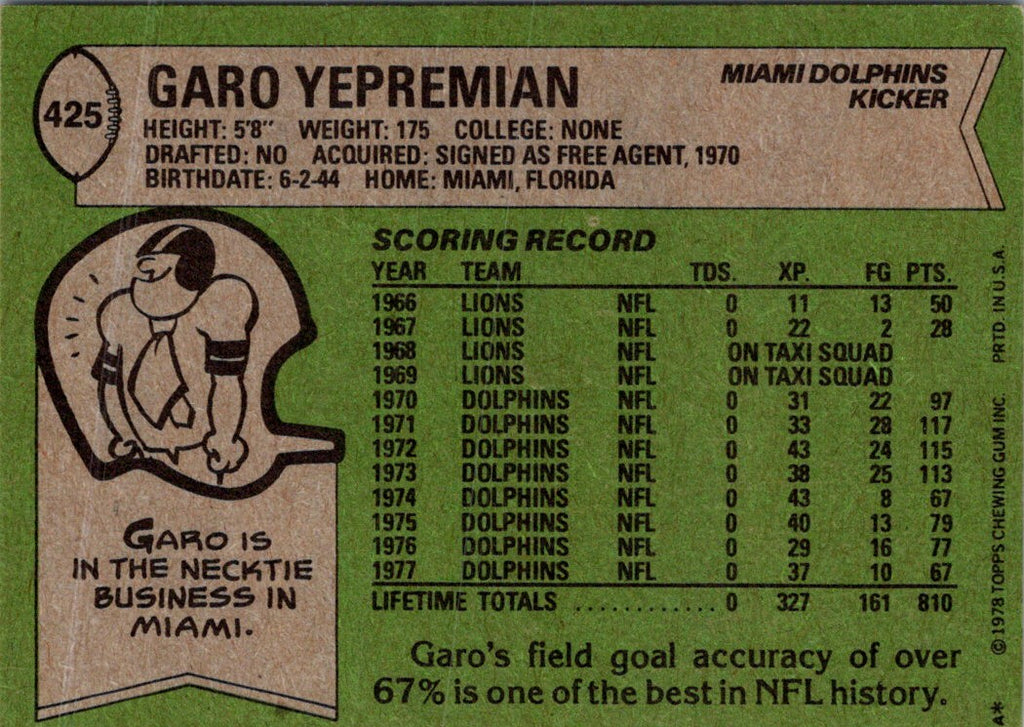 425
GARO YEPREMIAN
MIAMI DOLPHINS
KICKER
HEIGHT: 5'8" WEIGHT: 175 COLLEGE: NONE
DRAFTED: NO ACQUIRED: SIGNED AS FREE AGENT, 1970
BIRTHDATE: 6-2-44 HOME: MIAMI, FLORIDA
GARO IS
IN THE NECKTIE
BUSINESS IN
MIAMI.
SCORING RECORD
YEAR TEAM TDS. XP. FG PTS.
1966 LIONS NFL 0 11 13 50
1967 LIONS NFL 0 22 2 28
1968 LIONS NFL ON TAXI SQUAD
1969 LIONS NFL ON TAXI SQUAD
1970 DOLPHINS NFL 0 31 22 97
1971 DOLPHINS NFL 0 33 28 117
1972 DOLPHINS NFL 0 43 24 115
1973 DOLPHINS NFL 0 38 25 113
1974 DOLPHINS NFL 0 43 8 67
1975 DOLPHINS NFL 0 40 13 79
1976 DOLPHINS NFL 0 29 16 77
1977 DOLPHINS NFL 0 37 10 67
LIFETIME TOTALS ............ 0 327 161 810
Garo's field goal accuracy of over
67% is one of the best in NFL history.
A* © 1978 TOPPS CHEWING GUM INC. PRTD. IN U.S.A.